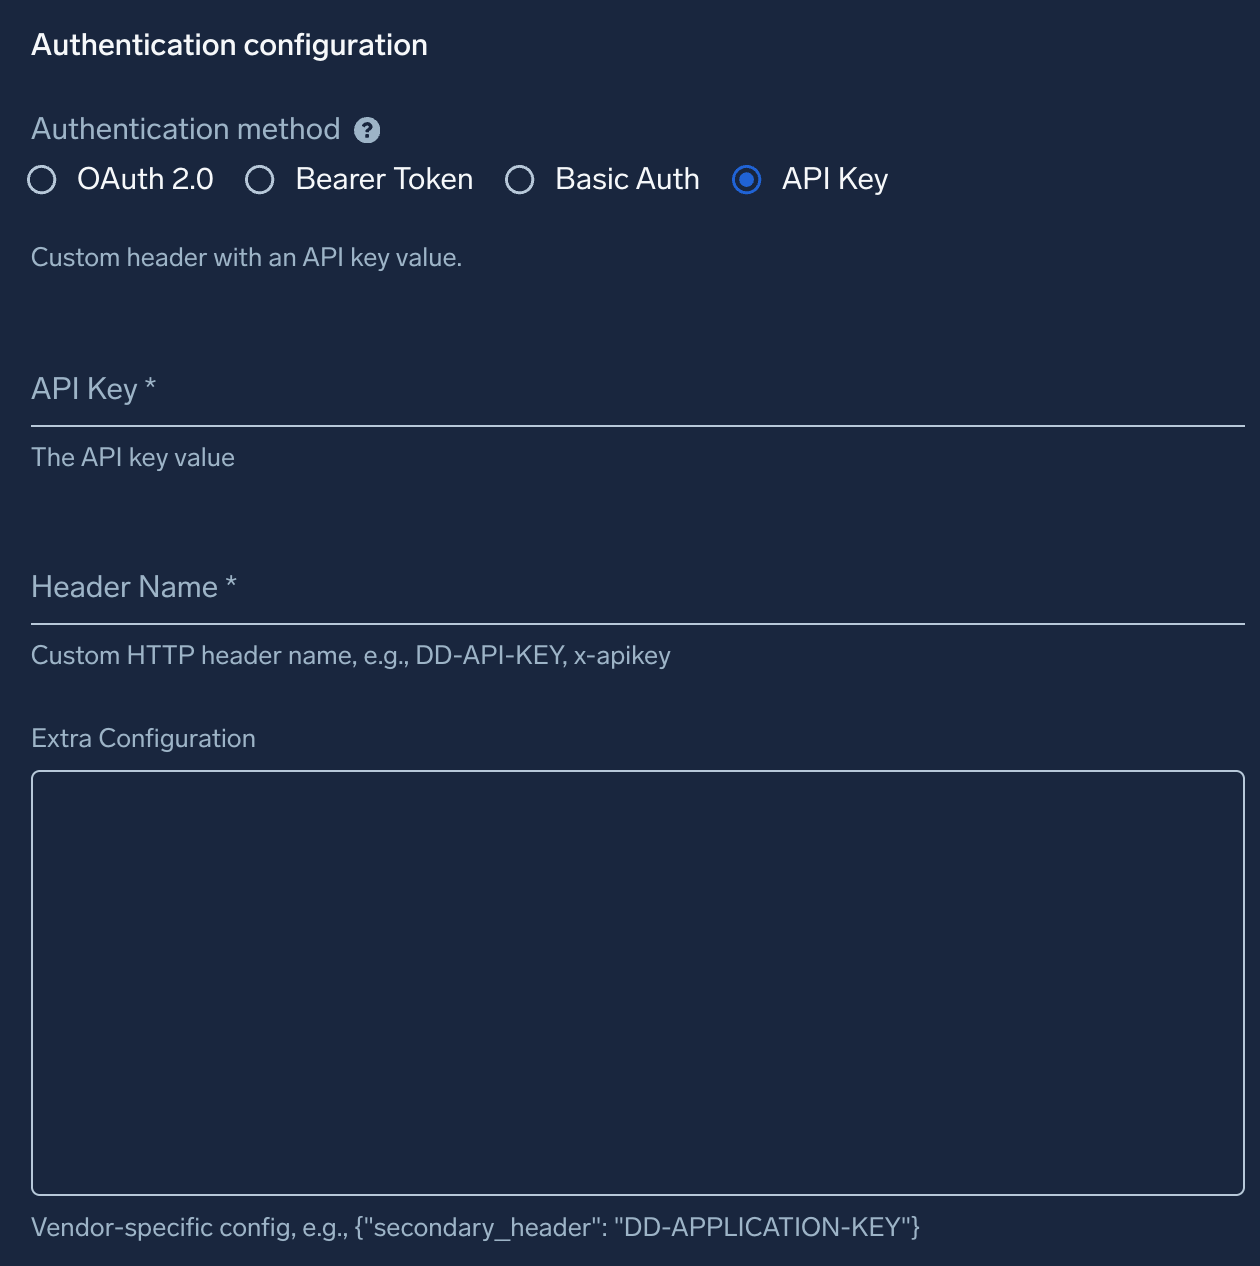 Authentication configuration
Authentication method ?
OAuth 2.0 Bearer Token Basic Auth API Key
Custom header with an API key value.
API Key *
The API key value
Header Name *
Custom HTTP header name, e.g., DD-API-KEY, x-apikey
Extra Configuration
Vendor-specific config, e.g., {"secondary_header": "DD-APPLICATION-KEY"}